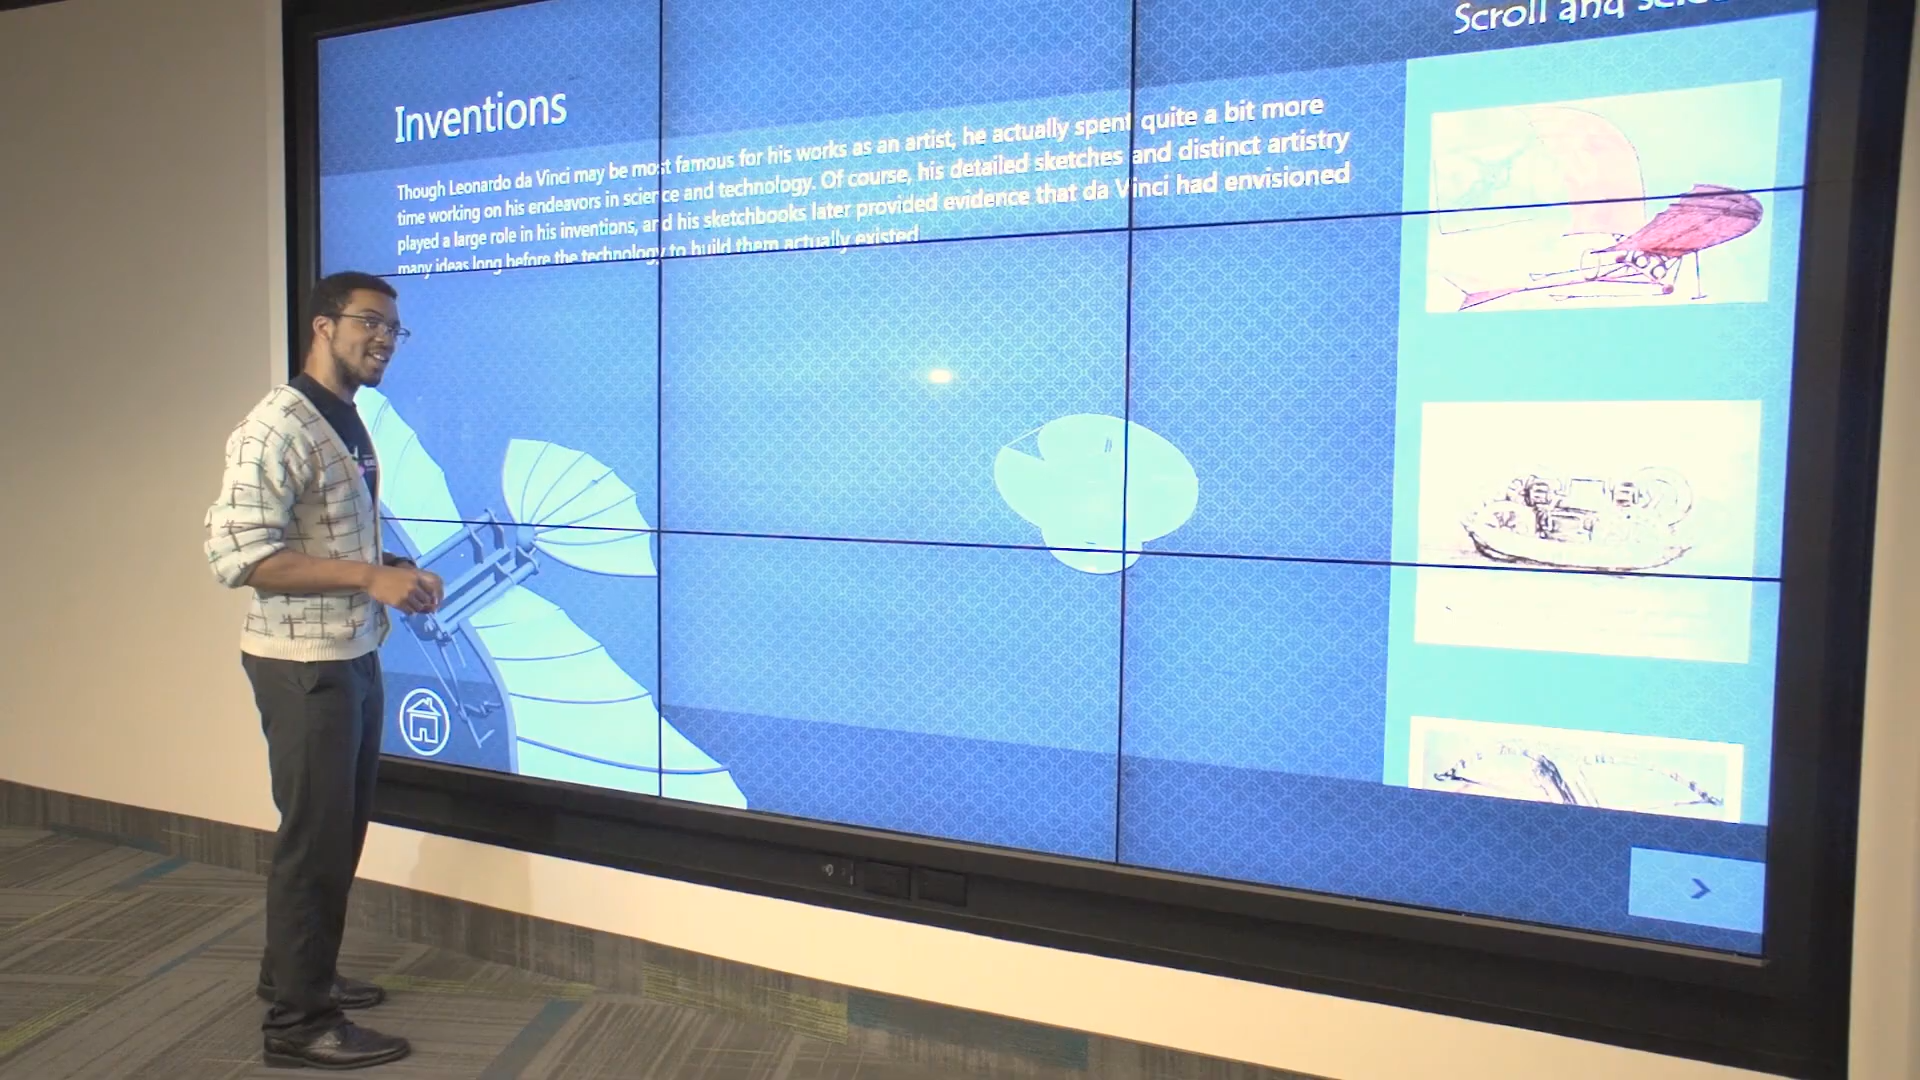 Scroll and
Inventions
Though Leonardo da Vinci may be most famous for his works as an artist, he actually spent quite a bit more
time working on his endeavors in science and technology. Of course, his detailed sketches and distinct artistry
played a large role in his inventions, and his sketchbooks later provided evidence that da Vinci had envisioned
many ideas long before the technology to build them actually existed